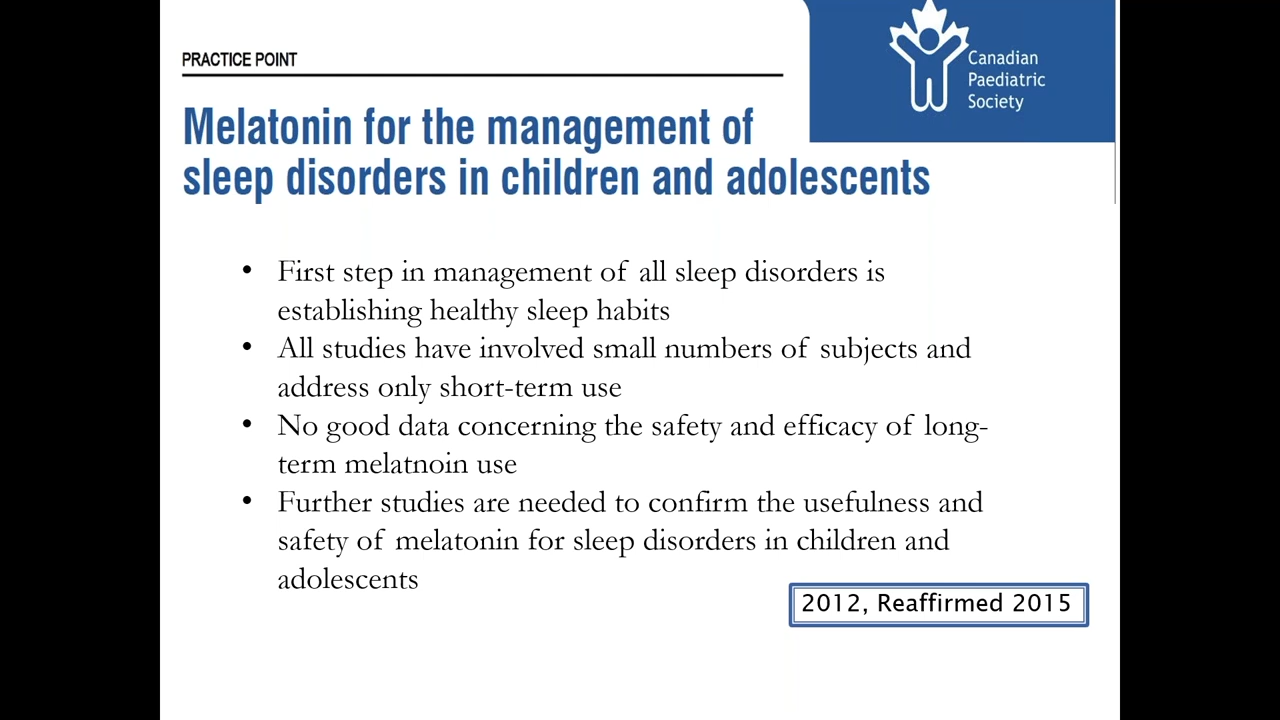 PRACTICE POINT
Canadian
Paediatric
Society
Melatonin for the management of
sleep disorders in children and adolescents
• First step in management of all sleep disorders is
establishing healthy sleep habits
• All studies have involved small numbers of subjects and
address only short-term use
• No good data concerning the safety and efficacy of long-
term melatnoin use
• Further studies are needed to confirm the usefulness and
safety of melatonin for sleep disorders in children and
adolescents
2012, Reaffirmed 2015